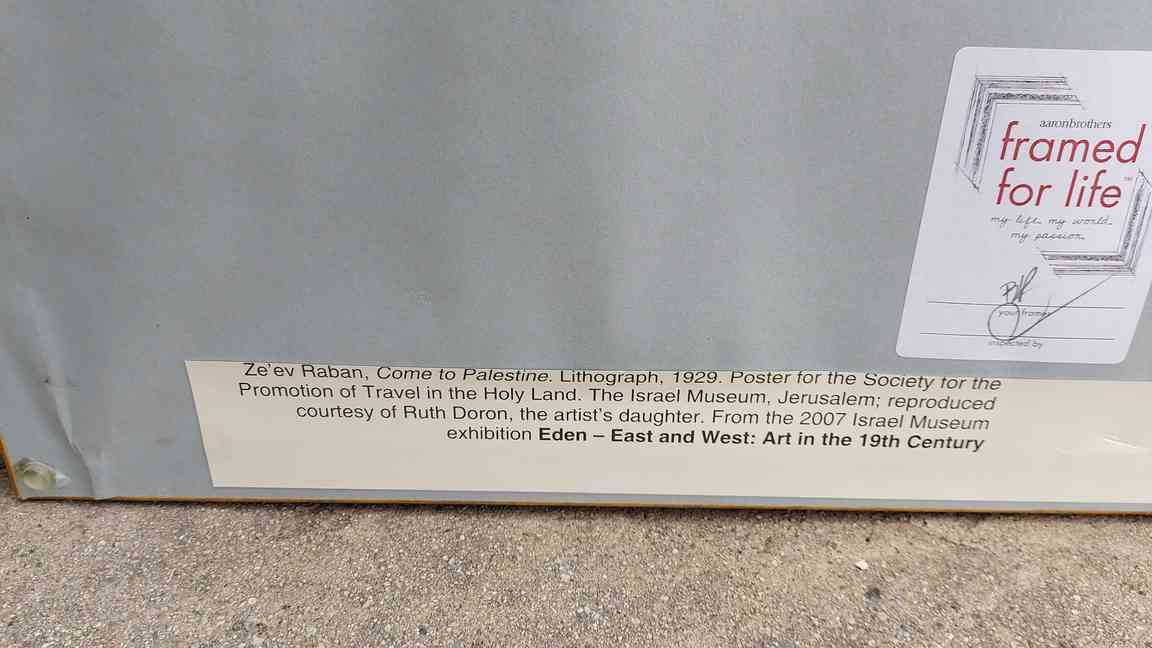 aaronbrothers
framed
for life™
my life. my world.
my passion.
your framer
inspected by
Ze'ev Raban, Come to Palestine. Lithograph, 1929. Poster for the Society for the
Promotion of Travel in the Holy Land. The Israel Museum, Jerusalem; reproduced
courtesy of Ruth Doron, the artist's daughter. From the 2007 Israel Museum
exhibition Eden – East and West: Art in the 19th Century